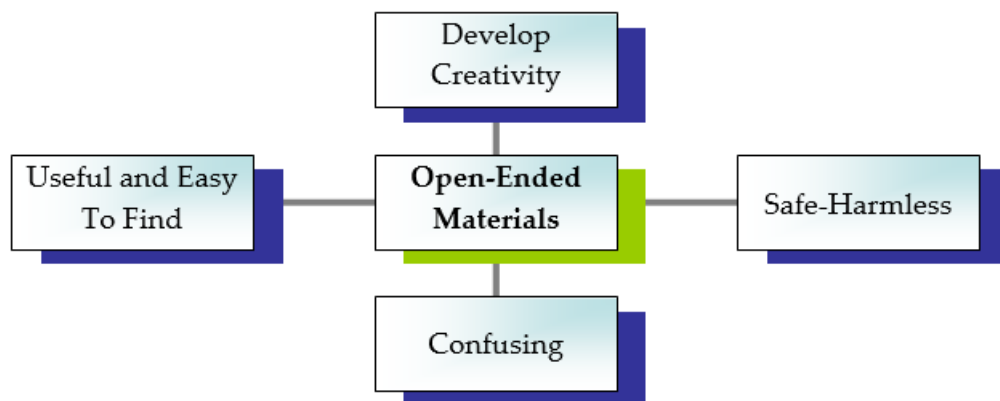 Develop
Creativity
Useful and Easy
To Find
Open-Ended
Materials
Safe-Harmless
Confusing